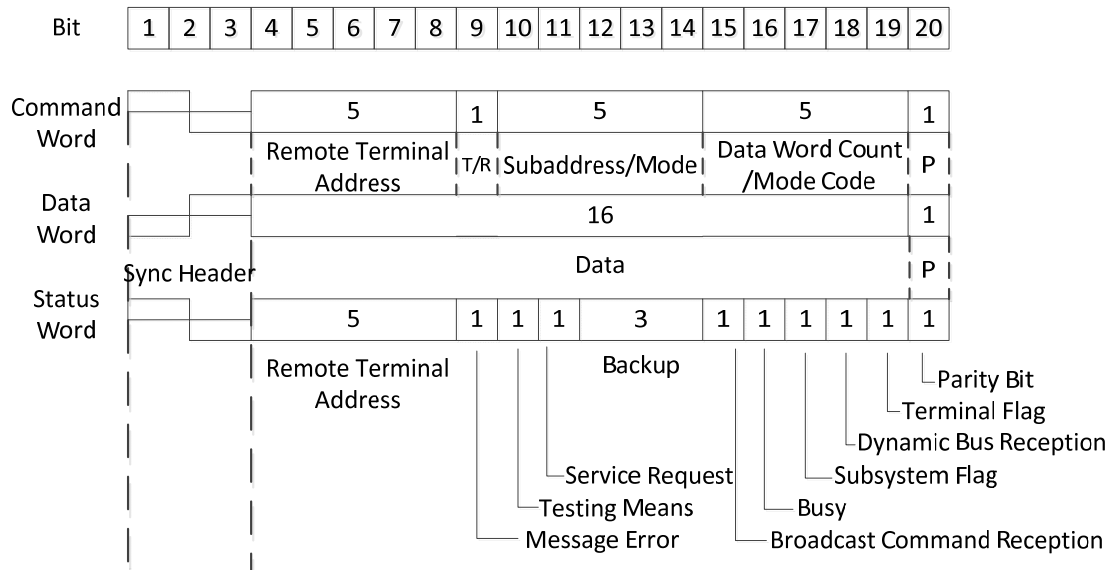 Bit 1 2 3 4 5 6 7 8 9 10 11 12 13 14 15 16 17 18 19 20
Command
Word
5 1 5 5 1
Remote Terminal
Address
T/R
Subaddress/Mode
Data Word Count
/Mode Code
P
Data
Word
16 1
Sync Header
Data
P
Status
Word
5 1 1 1 3 1 1 1 1 1 1
Remote Terminal
Address
Backup
Parity Bit
Terminal Flag
Dynamic Bus Reception
Service Request
Subsystem Flag
Testing Means
Busy
Message Error
Broadcast Command Reception